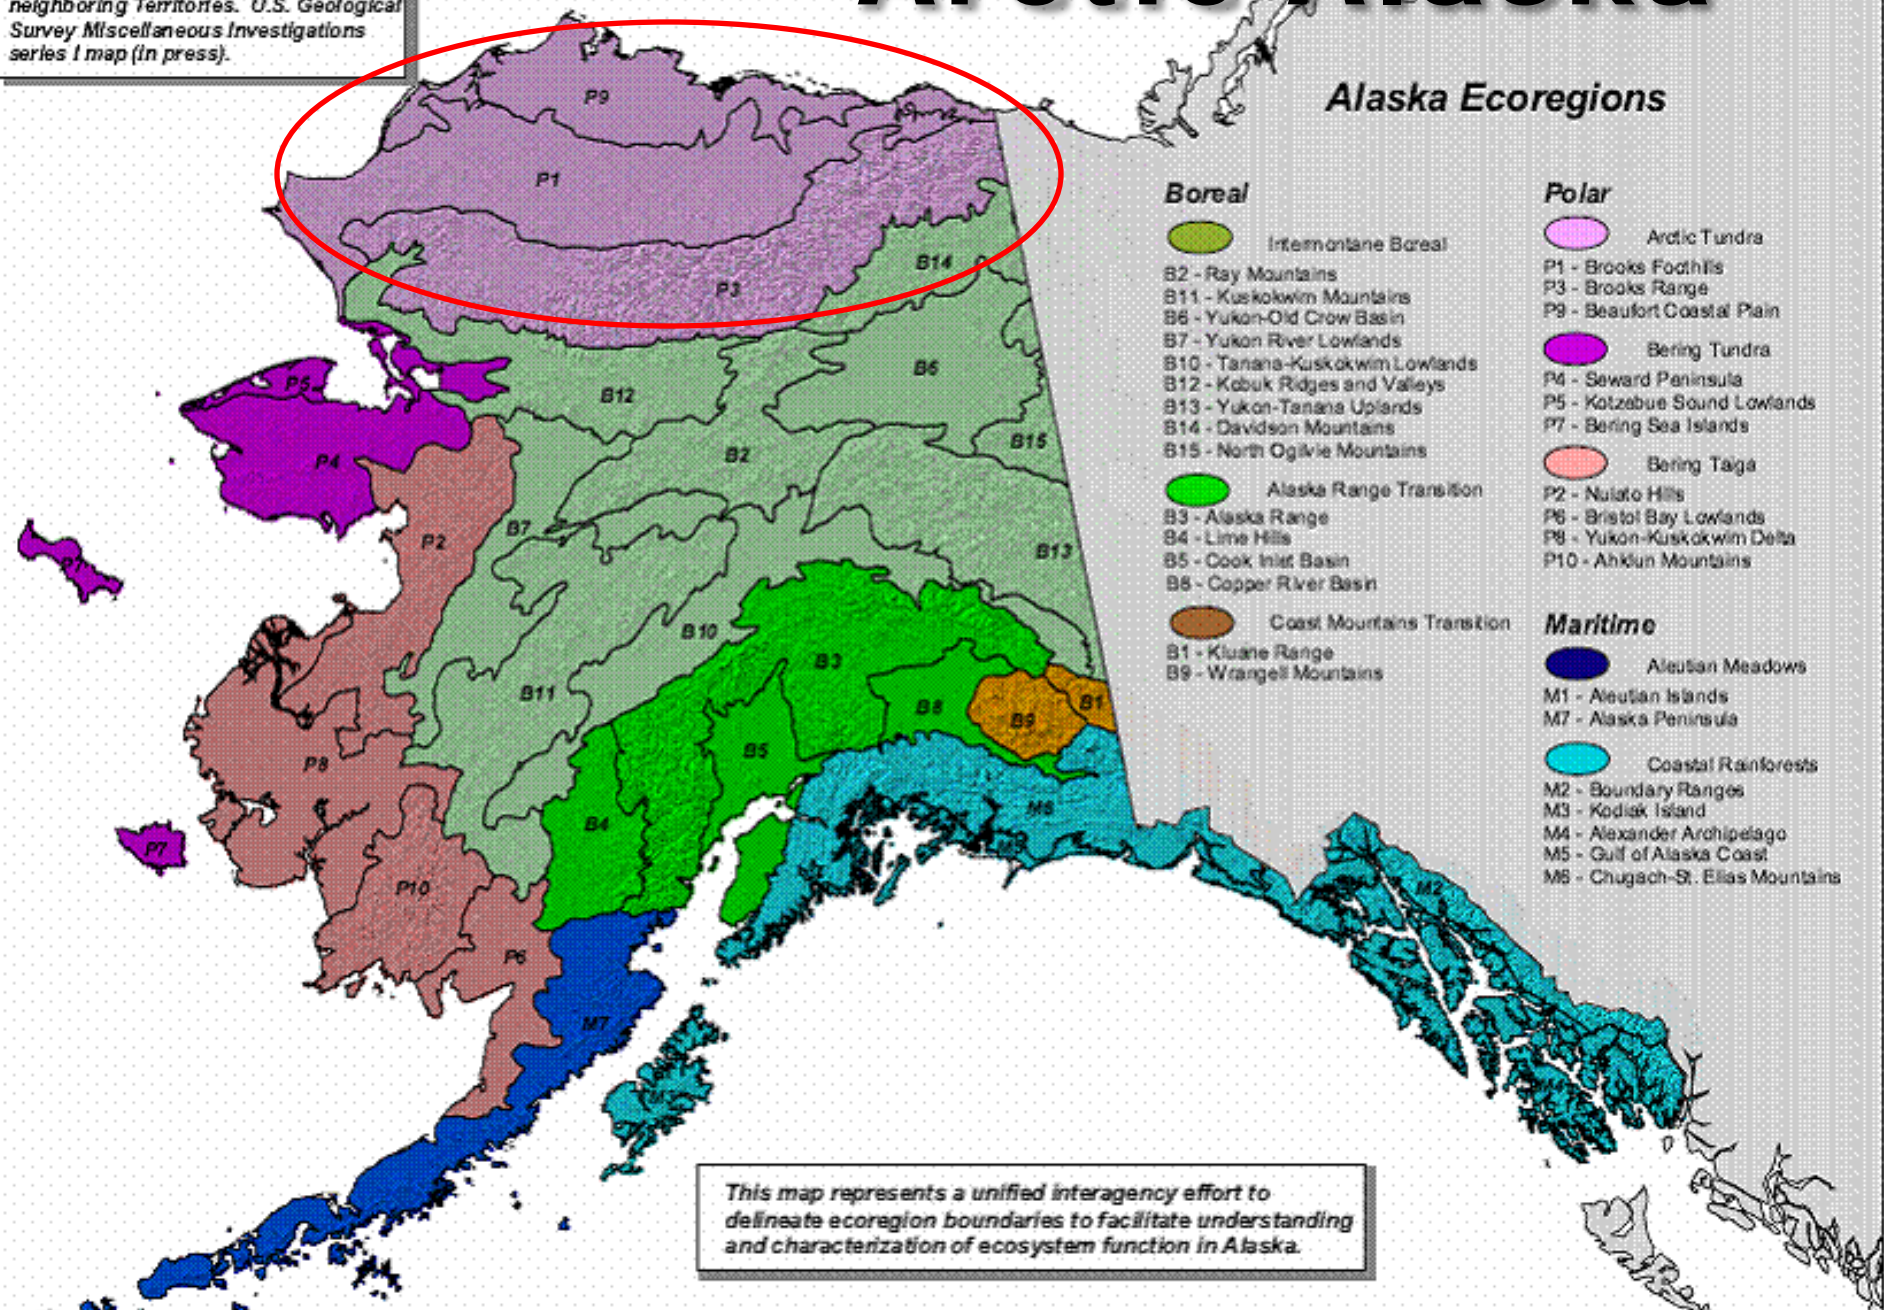 neighboring Territories. U.S. Geological
Survey Miscellaneous Investigations
series I map (in press).
Arctic Alaska
Alaska Ecoregions
Boreal
Intermontane Boreal
B2 - Ray Mountains
B11 - Kuskokwim Mountains
B6 - Yukon-Old Crow Basin
B7 - Yukon River Lowlands
B10 - Tanana-Kuskokwim Lowlands
B12 - Kobuk Ridges and Valleys
B13 - Yukon-Tanana Uplands
B14 - Davidson Mountains
B15 - North Ogilvie Mountains
Alaska Range Transition
B3 - Alaska Range
B4 - Lime Hills
B5 - Cook Inlet Basin
B8 - Copper River Basin
Coast Mountains Transition
B1 - Kluane Range
B9 - Wrangell Mountains
Polar
Arctic Tundra
P1 - Brooks Foothills
P3 - Brooks Range
P9 - Beaufort Coastal Plain
Bering Tundra
P4 - Seward Peninsula
P5 - Kotzebue Sound Lowlands
P7 - Bering Sea Islands
Bering Taiga
P2 - Nulato Hills
P6 - Bristol Bay Lowlands
P8 - Yukon-Kuskokwim Delta
P10 - Ahklun Mountains
Maritime
Aleutian Meadows
M1 - Aleutian Islands
M7 - Alaska Peninsula
Coastal Rainforests
M2 - Boundary Ranges
M3 - Kodiak Island
M4 - Alexander Archipelago
M5 - Gulf of Alaska Coast
M6 - Chugach-St. Elias Mountains
P9
P1
P3
B14
P5
B12
B6
P4
B2
B15
P2
B7
B13
P7
B10
B3
B11
B8
B9
B1
P8
B5
B4
M6
P7
M5
P10
M2
P6
M7
M4
This map represents a unified interagency effort to
delineate ecoregion boundaries to facilitate understanding
and characterization of ecosystem function in Alaska.